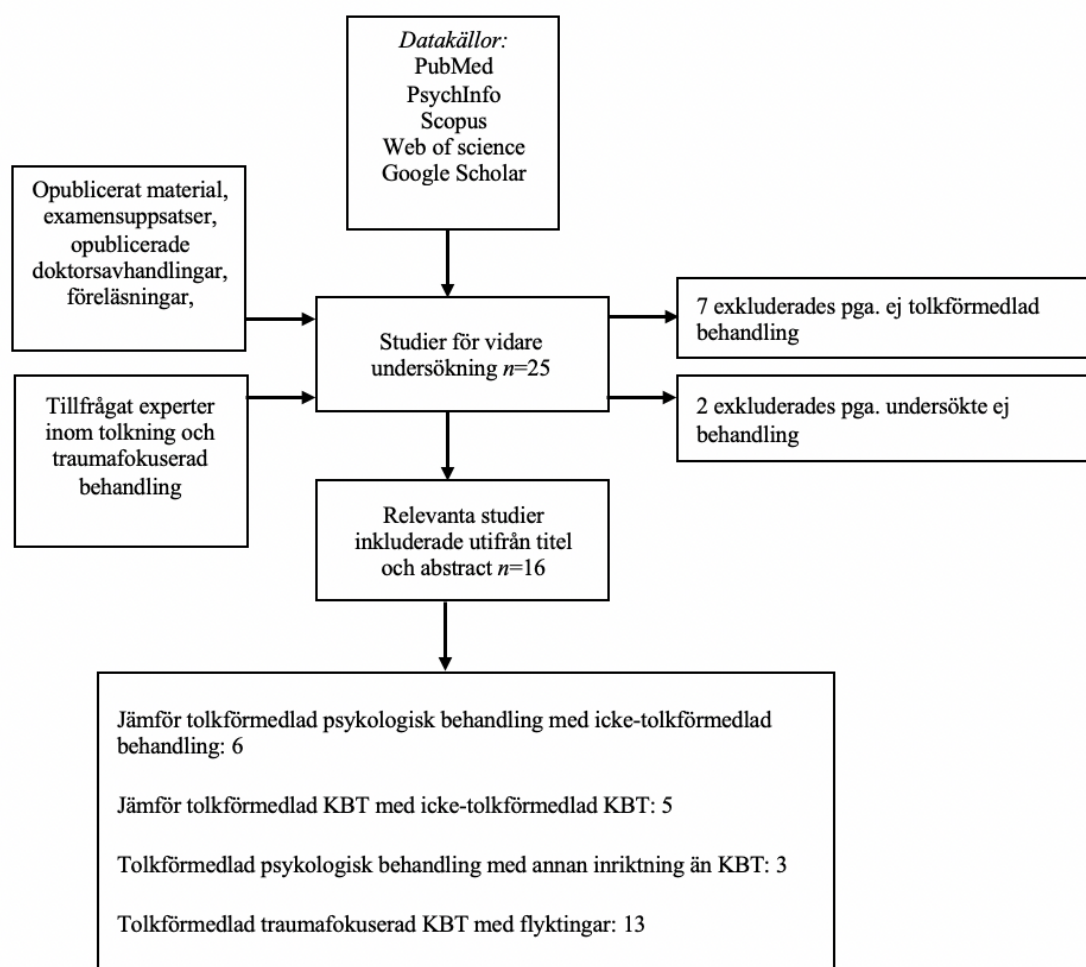 Datakällor:
PubMed
PsychInfo
Scopus
Web of science
Google Scholar
Opublicerat material,
examensuppsatser,
opublicerade
doktorsavhandlingar,
föreläsningar,
Tillfrågat experter
inom tolkning och
traumafokuserad
behandling
Studier för vidare
undersökning n=25
7 exkluderades pga. ej tolkförmedlad
behandling
2 exkluderades pga. undersökte ej
behandling
Relevanta studier
inkluderade utifrån titel
och abstract n=16
Jämför tolkförmedlad psykologisk behandling med icke-tolkförmedlad
behandling: 6
Jämför tolkförmedlad KBT med icke-tolkförmedlad KBT: 5
Tolkförmedlad psykologisk behandling med annan inriktning än KBT: 3
Tolkförmedlad traumafokuserad KBT med flyktingar: 13